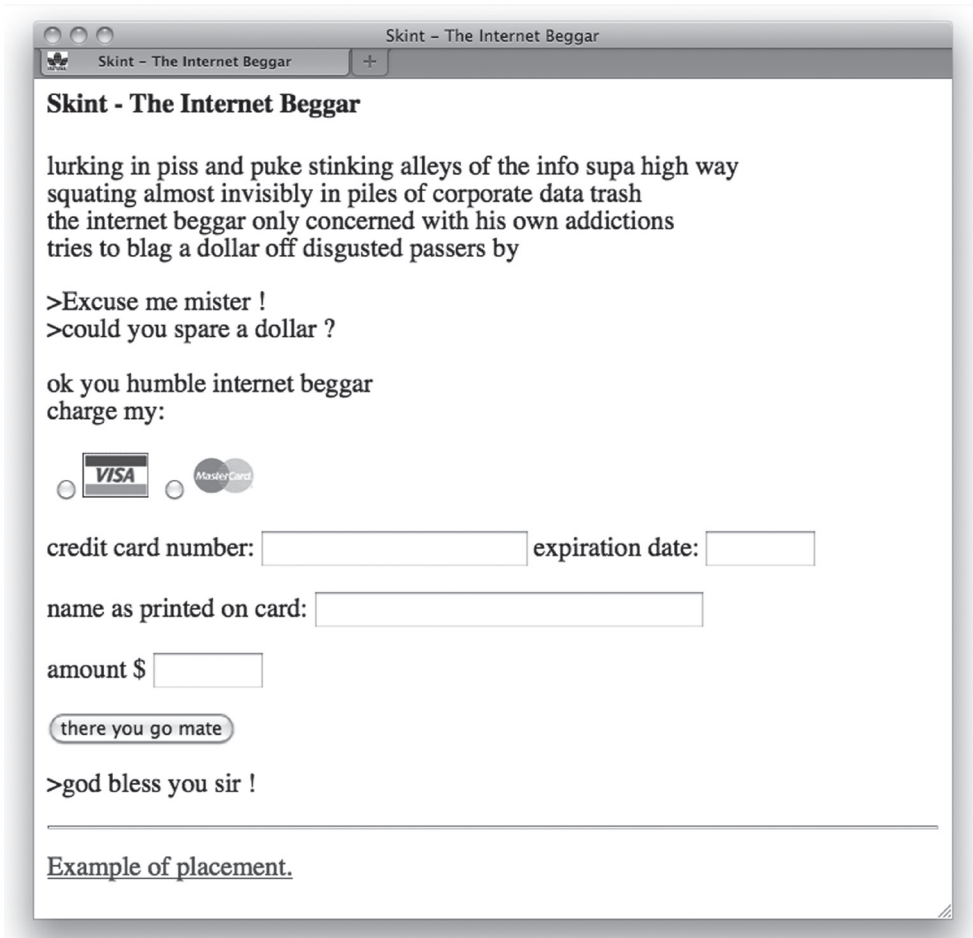 Skint – The Internet Beggar
Skint – The Internet Beggar
+
Skint - The Internet Beggar
lurking in piss and puke stinking alleys of the info supa high way
squating almost invisibly in piles of corporate data trash
the internet beggar only concerned with his own addictions
tries to blag a dollar off disgusted passers by
>Excuse me mister !
>could you spare a dollar ?
ok you humble internet beggar
charge my:
VISA MasterCard
credit card number: expiration date:
name as printed on card:
amount $
there you go mate
>god bless you sir !
Example of placement.